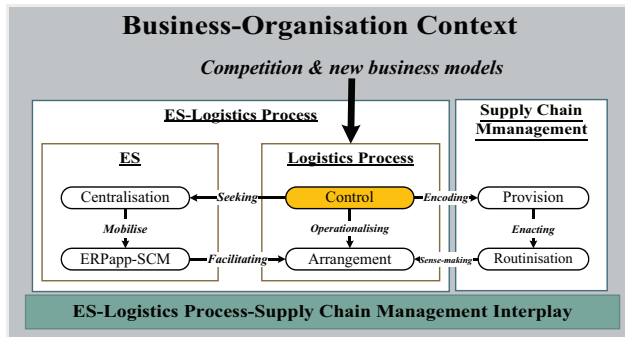 Business-Organisation Context
Competition & new business models
ES-Logistics Process
Supply Chain
Mmanagement
ES
Logistics Process
Centralisation
Seeking
Control
Encoding
Provision
Mobilise
Operationalising
Enacting
ERPapp-SCM
Facilitating
Arrangement
Sense-making
Routinisation
ES-Logistics Process-Supply Chain Management Interplay